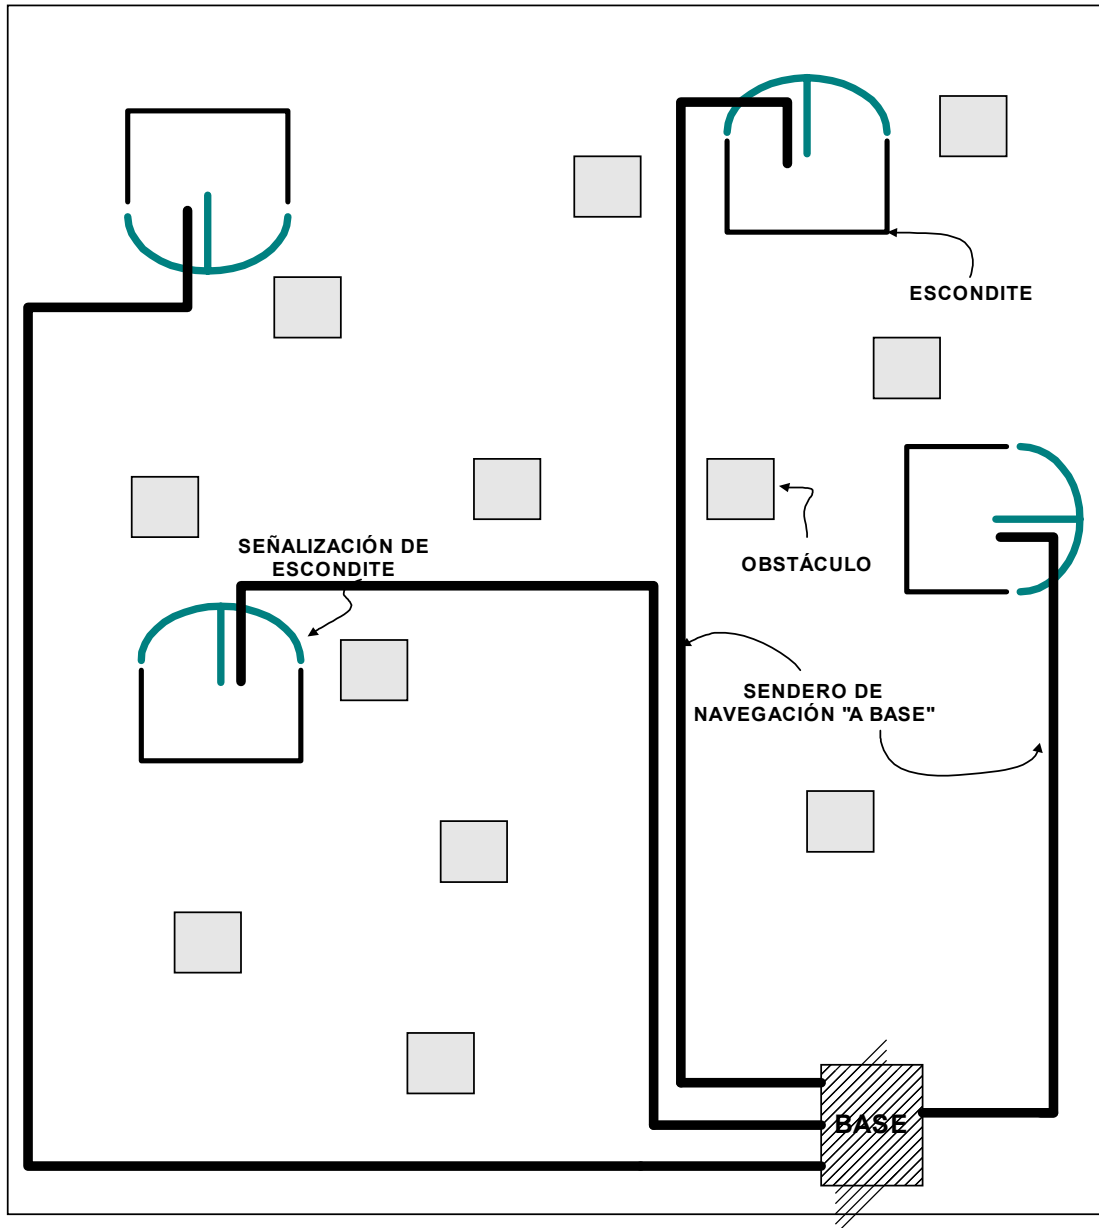 ESCONDITE
SEÑALIZACIÓN DE
ESCONDITE
OBSTÁCULO
SENDERO DE
NAVEGACIÓN "A BASE"
BASE